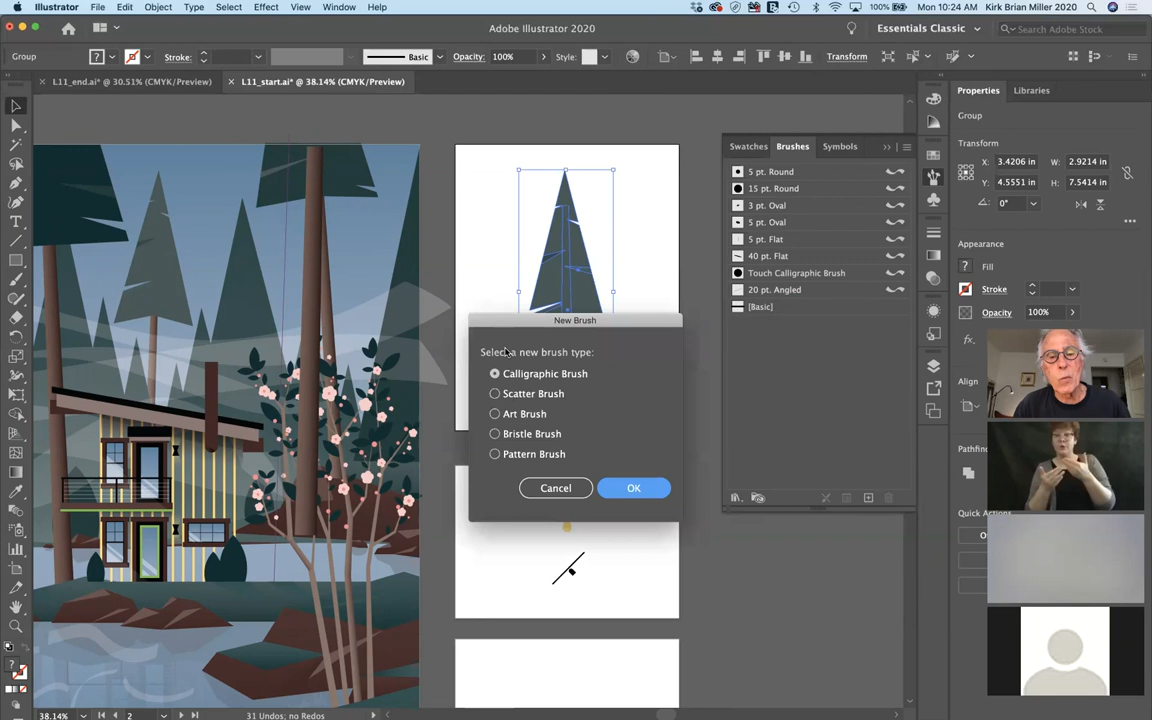 Illustrator File Edit Object Type Select Effect View Window Help
100% Mon 10:24 AM Kirk Brian Miller 2020
Adobe Illustrator 2020
Essentials Classic
Search Adobe Stock
Group
Stroke:
Basic
Opacity: 100%
Style:
Transform
L11_end.ai* @ 30.51% (CMYK/Preview)
L11_start.ai* @ 38.14% (CMYK/Preview)
Swatches Brushes Symbols
5 pt. Round
15 pt. Round
3 pt. Oval
5 pt. Oval
5 pt. Flat
40 pt. Flat
Touch Calligraphic Brush
20 pt. Angled
[Basic]
New Brush
Select a new brush type:
Calligraphic Brush
Scatter Brush
Art Brush
Bristle Brush
Pattern Brush
Cancel OK
Properties Libraries
Group
Transform
X: 3.4206 in W: 2.9214 in
Y: 4.5551 in H: 7.5414 in
0°
Appearance
? Fill
Stroke
Opacity 100%
fx.
Align
Pathfin
Quick Actions
O
38.14% 2 31 Undos; no Redos